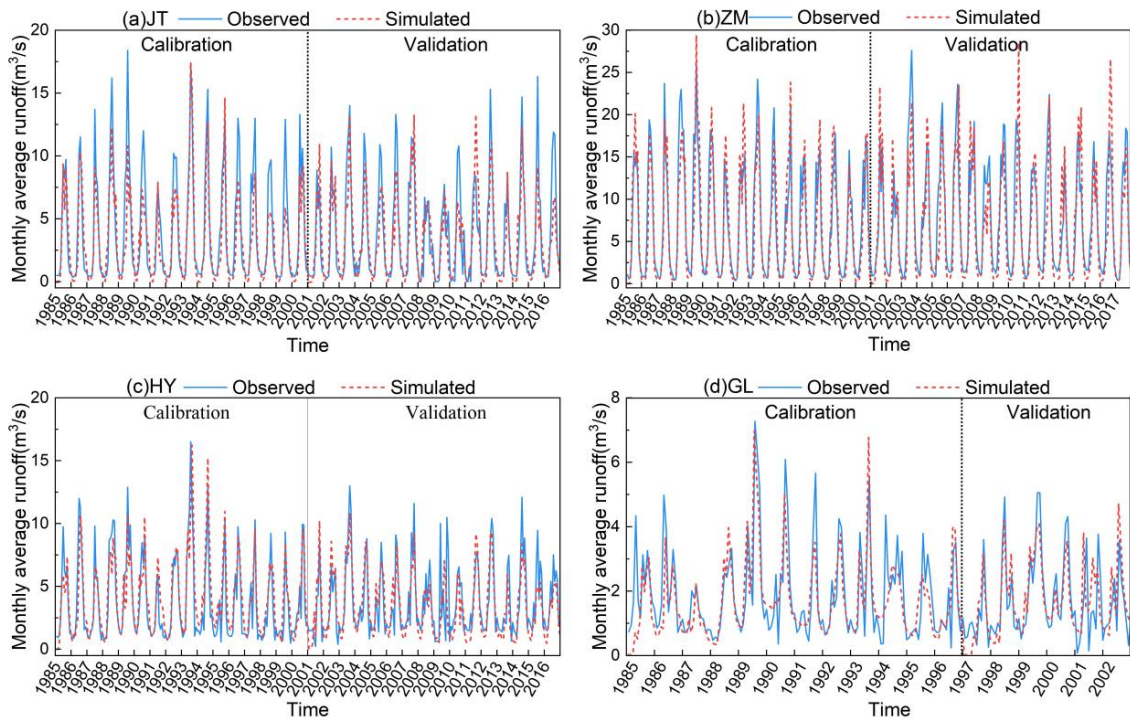 (a)JT Observed Simulated
Calibration Validation
Monthly average runoff(m³/s)
20
15
10
5
0
1985 1986 1987 1988 1989 1990 1991 1992 1993 1994 1995 1996 1997 1998 1999 2000 2001 2002 2003 2004 2005 2006 2007 2008 2009 2010 2011 2012 2013 2014 2015 2016
Time
(b)ZM Observed Simulated
Calibration Validation
Monthly average runoff(m³/s)
30
25
20
15
10
5
0
1985 1986 1987 1988 1989 1990 1991 1992 1993 1994 1995 1996 1997 1998 1999 2000 2001 2002 2003 2004 2005 2006 2007 2008 2009 2010 2011 2012 2013 2014 2015 2016 2017
Time
(c)HY Observed Simulated
Calibration Validation
Monthly average runoff(m³/s)
20
15
10
5
0
1985 1986 1987 1988 1989 1990 1991 1992 1993 1994 1995 1996 1997 1998 1999 2000 2001 2002 2003 2004 2005 2006 2007 2008 2009 2010 2011 2012 2013 2014 2015 2016
Time
(d)GL Observed Simulated
Calibration Validation
Monthly average runoff(m³/s)
8
6
4
2
0
1985 1986 1987 1988 1989 1990 1991 1992 1993 1994 1995 1996 1997 1998 1999 2000 2001 2002
Time